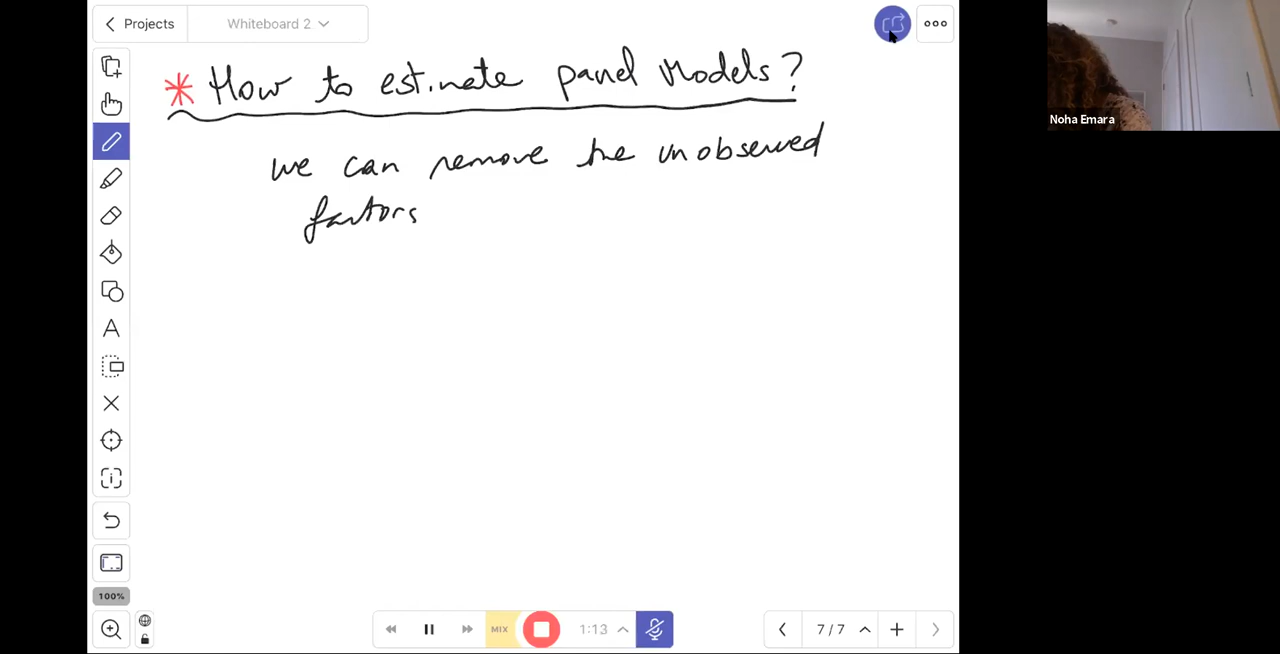 Projects
Whiteboard 2
* How to estimate panel Models?
we can remove the unobserved
factors
Noha Emara
A
100%
MIX
1:13
7/7